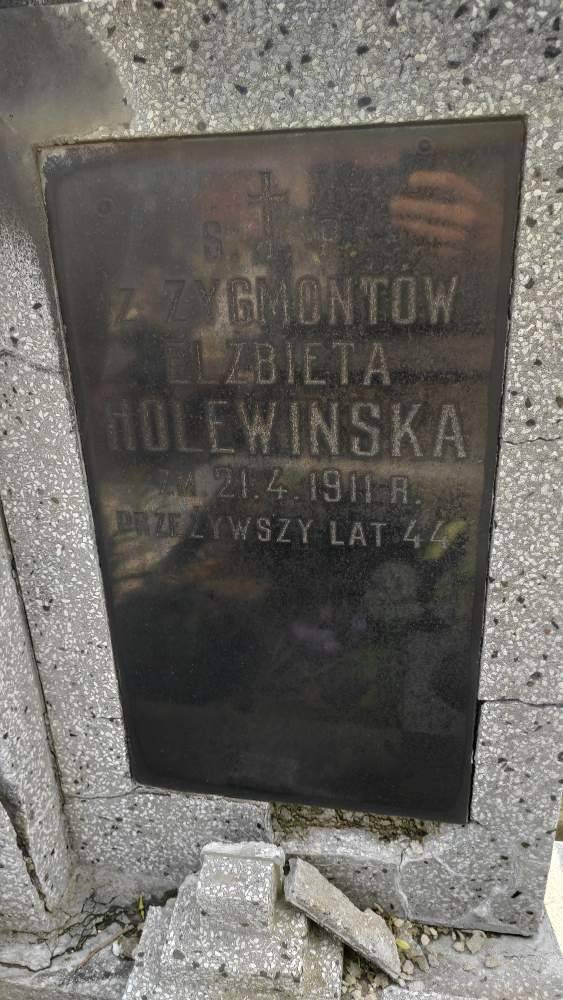 Ś. † P.
Z ZYGMONTÓW
ELŻBIETA
HOLEWIŃSKA
ZM. 21.4.1911 R.
PRZEŻYWSZY LAT 44